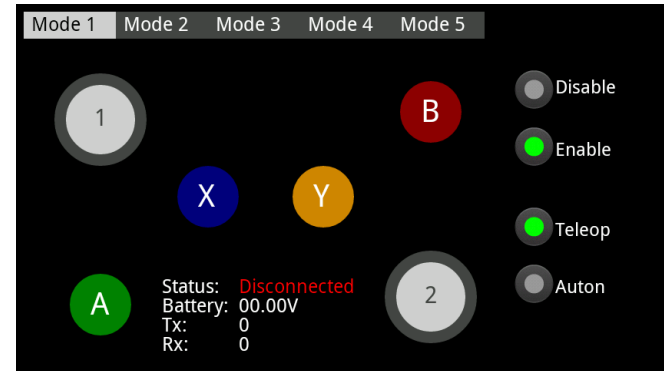 Mode 1 Mode 2 Mode 3 Mode 4 Mode 5
Disable
1
B
Enable
X
Y
Teleop
Status: Disconnected
Auton
Battery: 00.00V
A
2
Tx: 0
Rx: 0